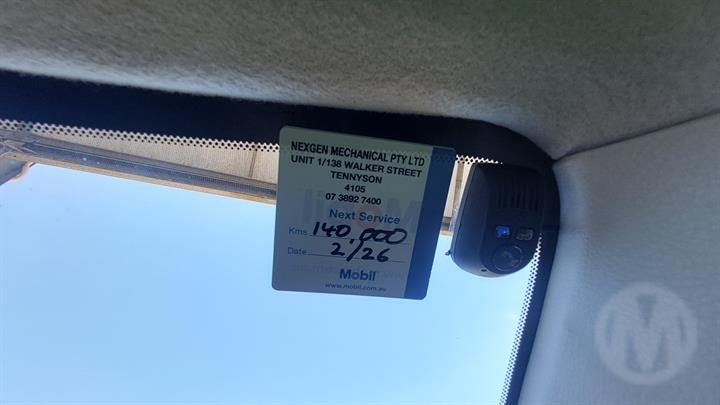 NEXGEN MECHANICAL PTY LTD
UNIT 1/138 WALKER STREET
TENNYSON
4105
07 3892 7400
Next Service
Kms 140,000
Date 2/26
Mobil
www.mobil.com.au
M